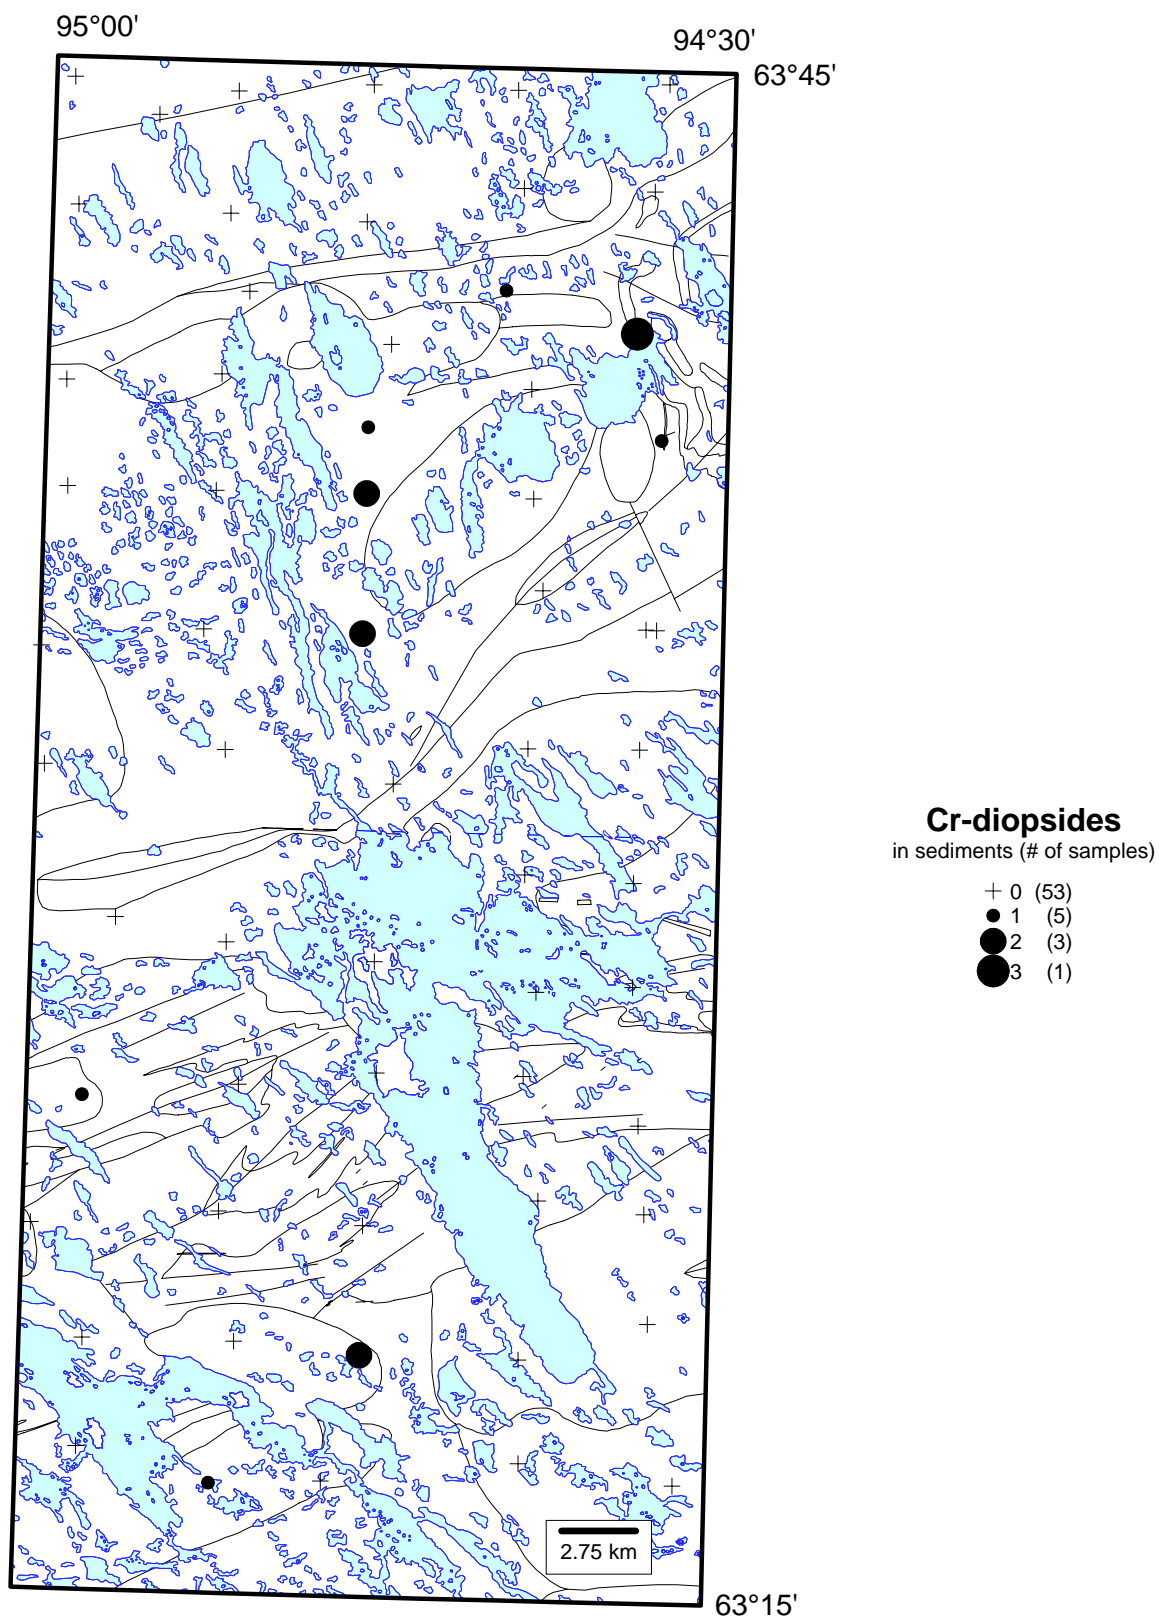 95°00'
94°30'
63°45'
Cr-diopsides
in sediments (# of samples)
0 (53)
1 (5)
2 (3)
3 (1)
2.75 km
63°15'